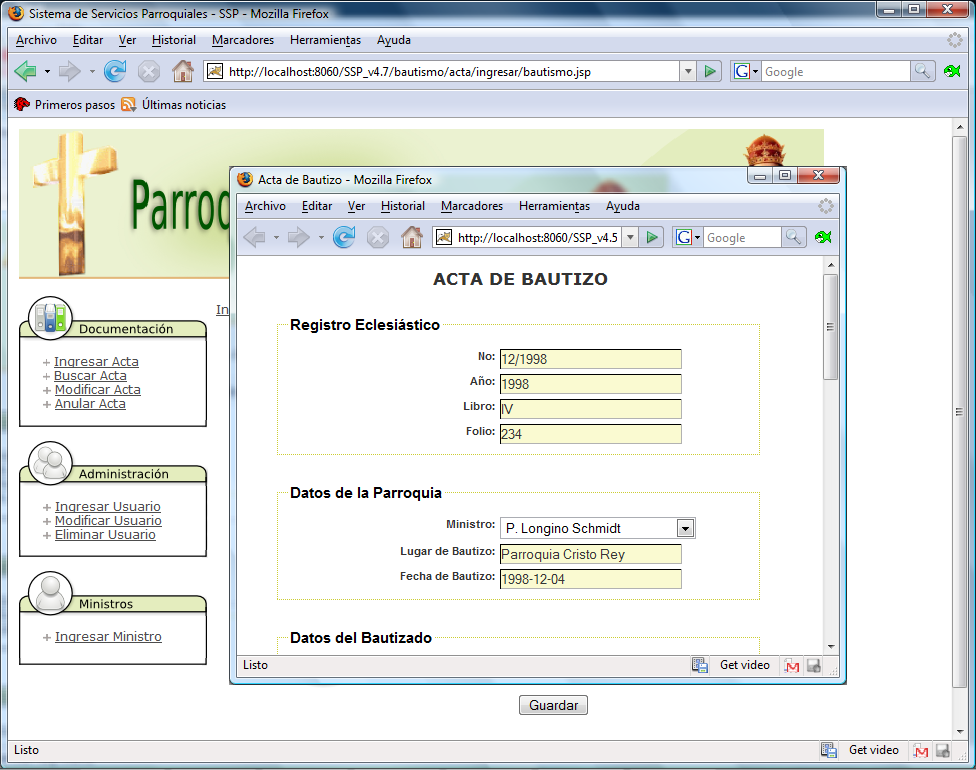 Sistema de Servicios Parroquiales - SSP - Mozilla Firefox
Archivo Editar Ver Historial Marcadores Herramientas Ayuda
http://localhost:8060/SSP_v4.7/bautismo/acta/ingresar/bautismo.jsp
G Google
Primeros pasos Últimas noticias
Parroq
Acta de Bautizo - Mozilla Firefox
Archivo Editar Ver Historial Marcadores Herramientas Ayuda
http://localhost:8060/SSP_v4.5
G Google
ACTA DE BAUTIZO
Registro Eclesiástico
No: 12/1998
Año: 1998
Libro: IV
Folio: 234
Datos de la Parroquia
Ministro: P. Longino Schmidt
Lugar de Bautizo: Parroquia Cristo Rey
Fecha de Bautizo: 1998-12-04
Datos del Bautizado
Listo Get video
In
Documentación
+ Ingresar Acta
+ Buscar Acta
+ Modificar Acta
+ Anular Acta
Administración
+ Ingresar Usuario
+ Modificar Usuario
+ Eliminar Usuario
Ministros
+ Ingresar Ministro
Guardar
Listo Get video